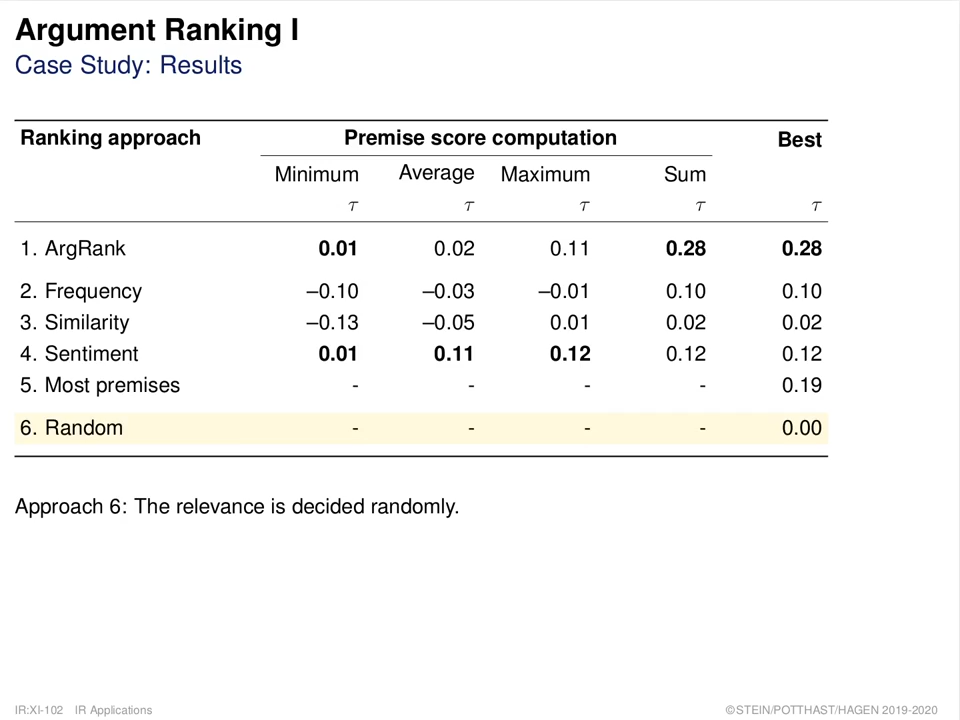 Argument Ranking I
Case Study: Results
Ranking approach Premise score computation Best
Minimum Average Maximum Sum
τ τ τ τ τ
1. ArgRank 0.01 0.02 0.11 0.28 0.28
2. Frequency –0.10 –0.03 –0.01 0.10 0.10
3. Similarity –0.13 –0.05 0.01 0.02 0.02
4. Sentiment 0.01 0.11 0.12 0.12 0.12
5. Most premises - - - - 0.19
6. Random - - - - 0.00
Approach 6: The relevance is decided randomly.
IR:XI-102 IR Applications ©STEIN/POTTHAST/HAGEN 2019-2020